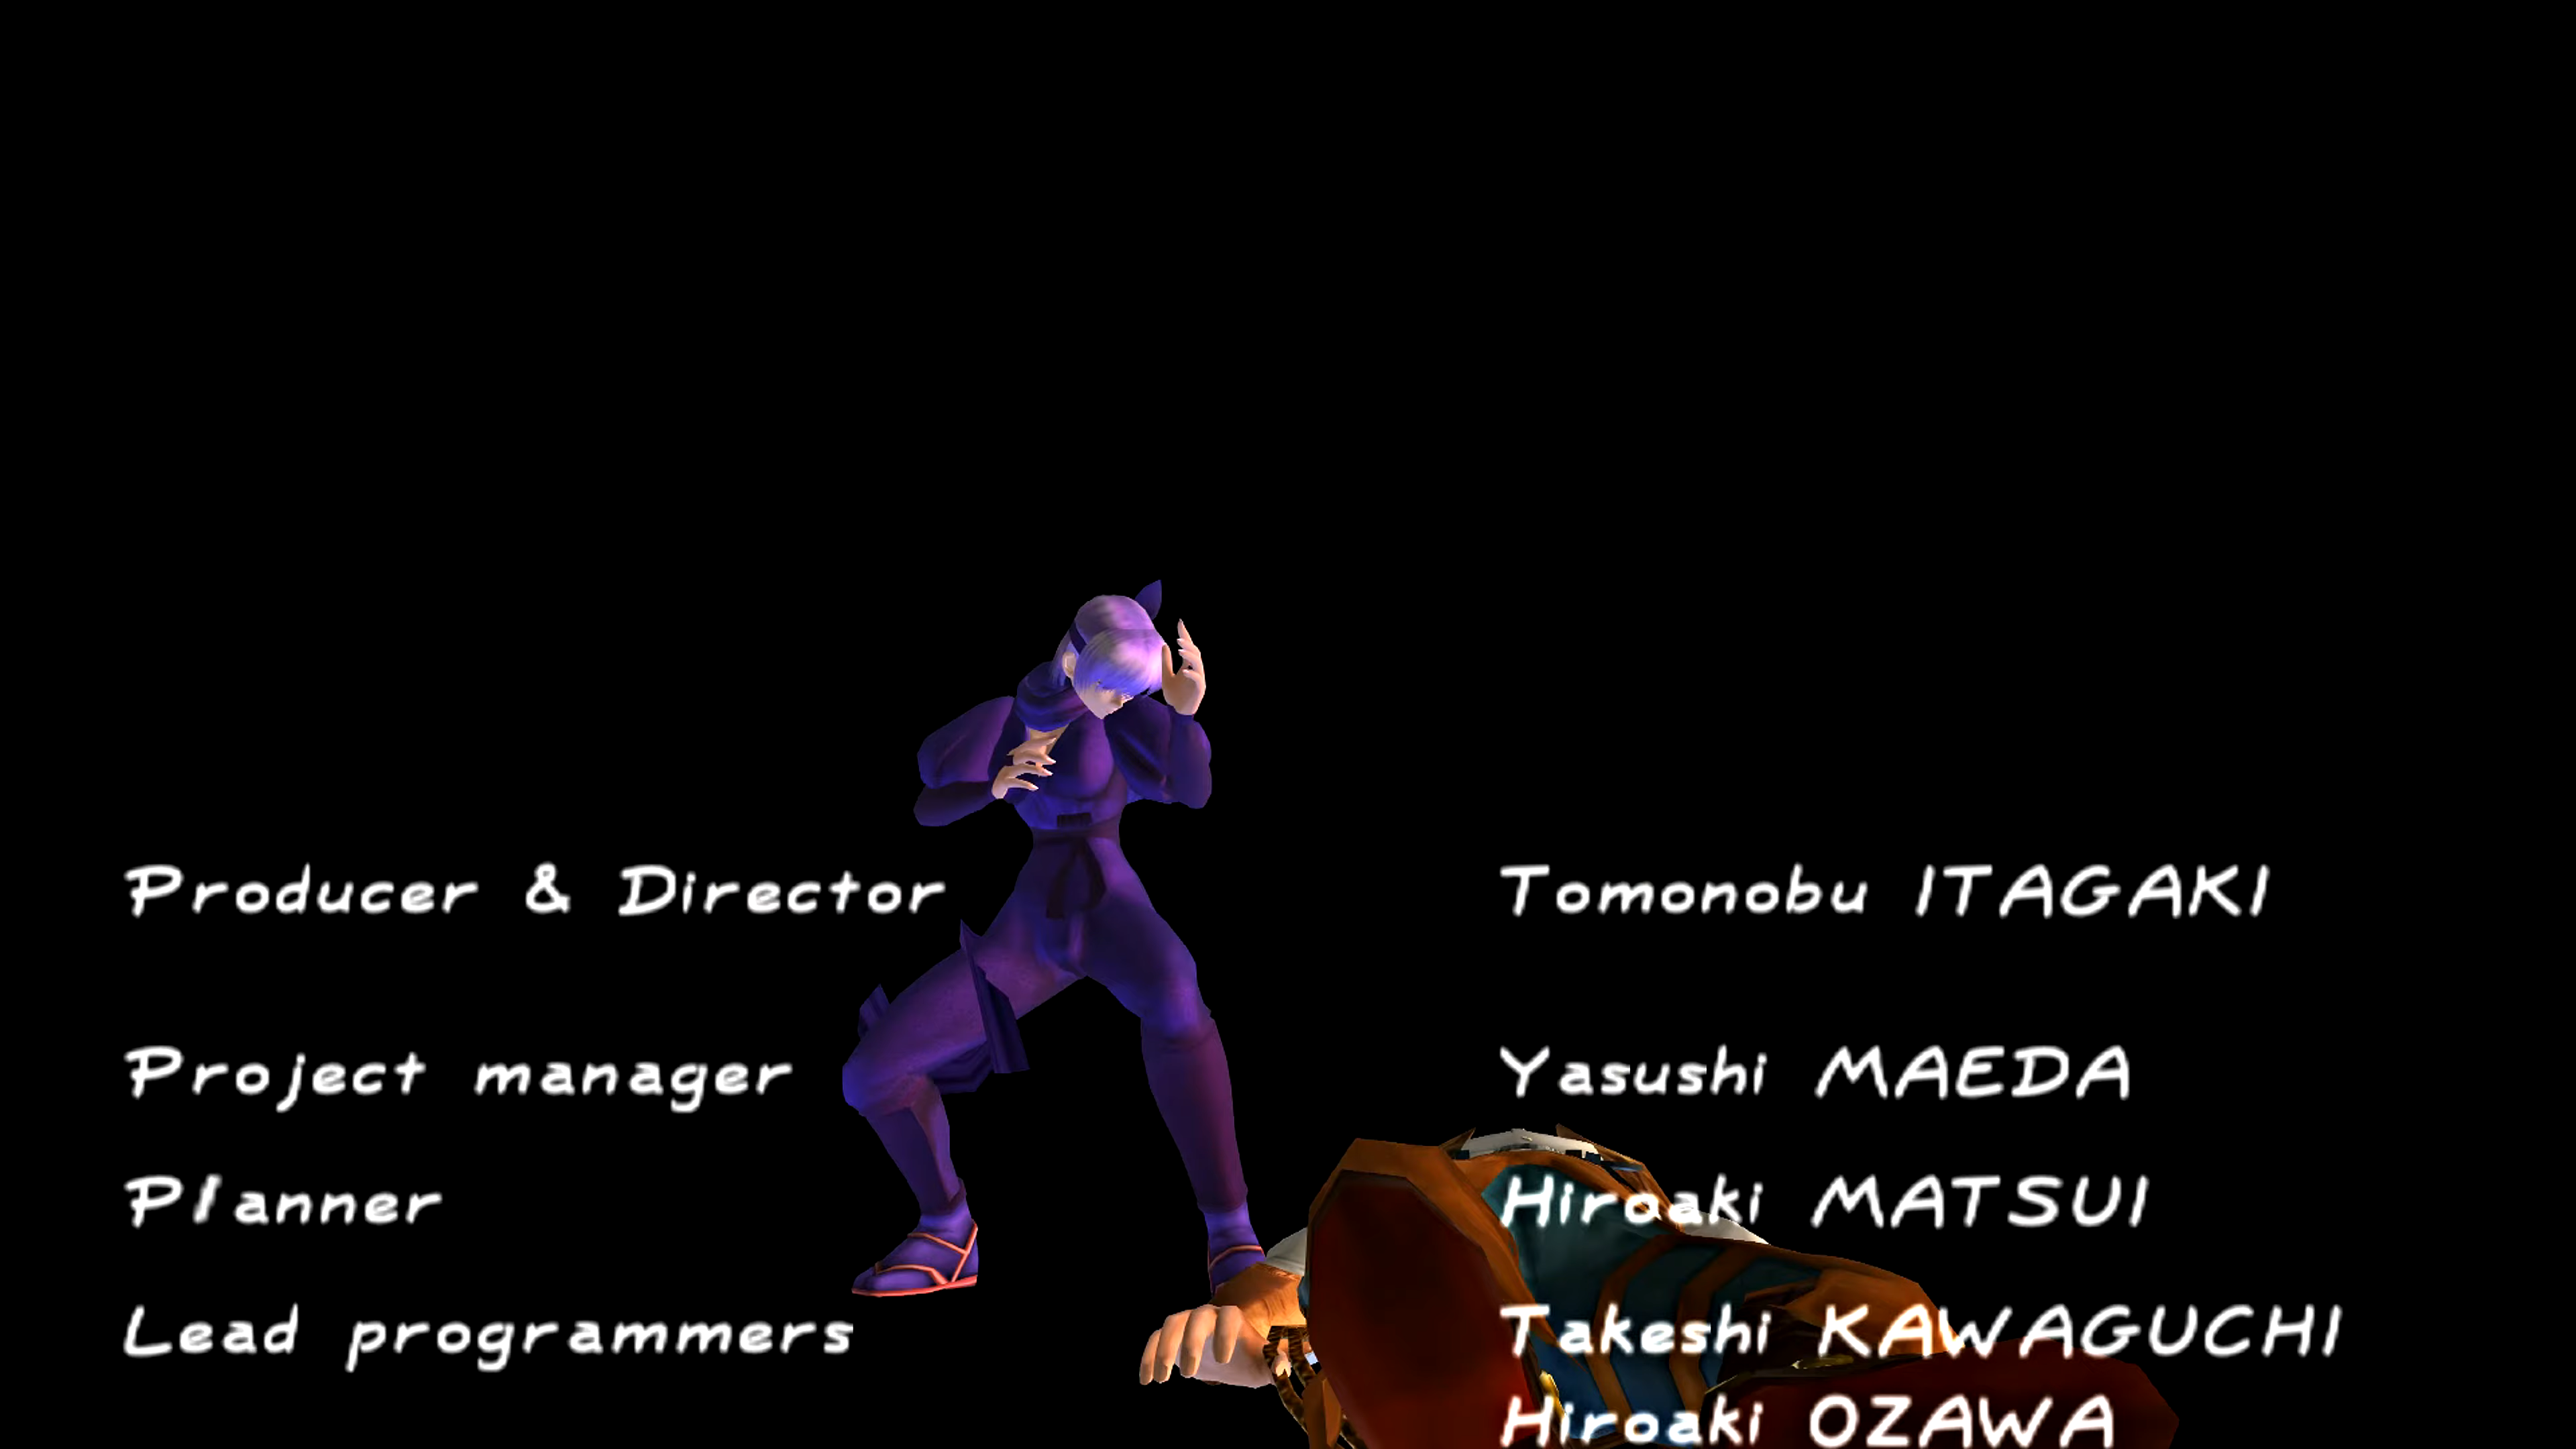 Producer & Director Tomonobu ITAGAKI
Project manager Yasushi MAEDA
Planner Hiroaki MATSUI
Lead programmers Takeshi KAWAGUCHI
Hiroaki OZAWA